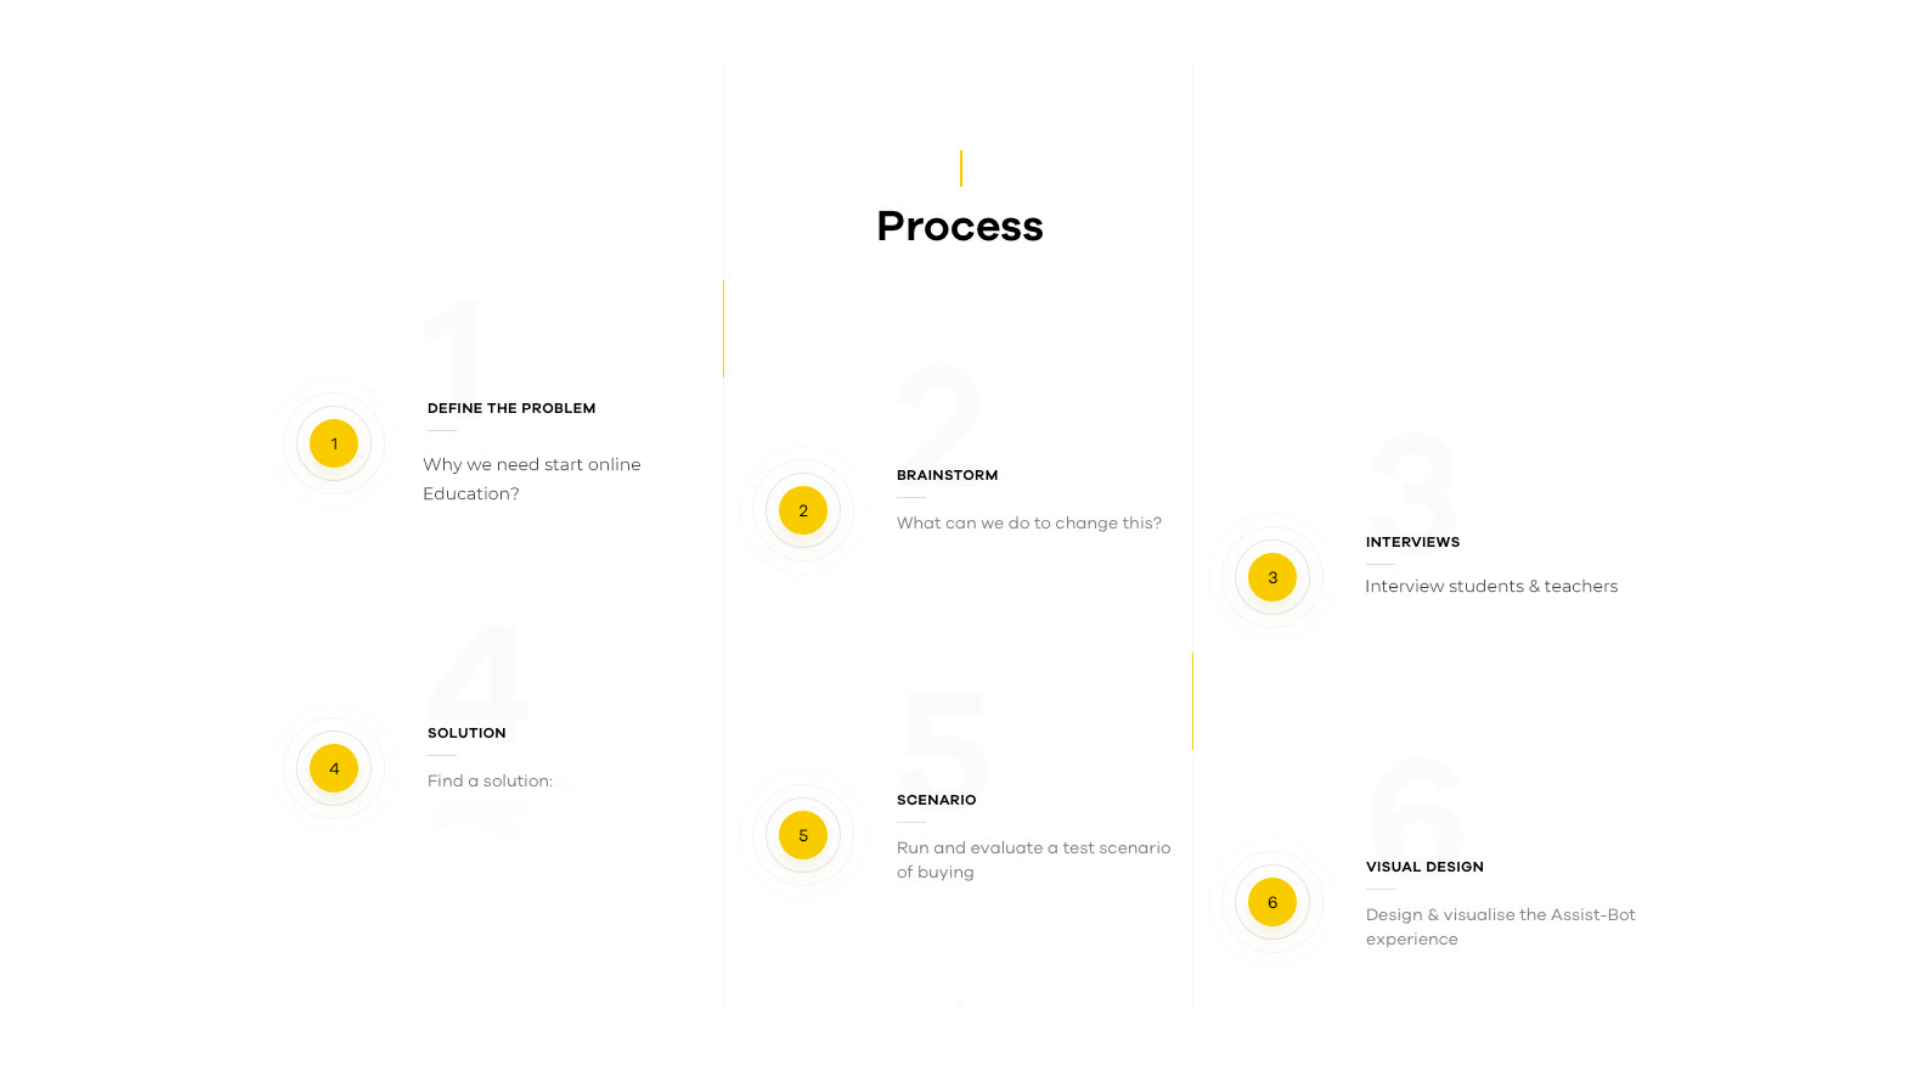 Process
1
1
DEFINE THE PROBLEM
Why we need start online
Education?
2
2
BRAINSTORM
What can we do to change this?
3
3
INTERVIEWS
Interview students & teachers
4
4
SOLUTION
Find a solution:
5
5
SCENARIO
Run and evaluate a test scenario
of buying
6
6
VISUAL DESIGN
Design & visualise the Assist-Bot
experience